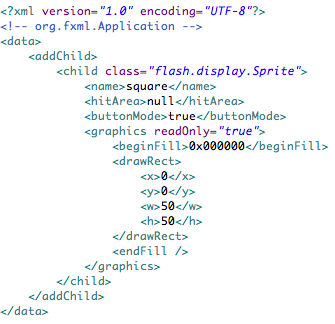 <?xml version="1.0" encoding="UTF-8"?>
<!-- org.fxml.Application -->
<data>
    <addChild>
        <child class="flash.display.Sprite">
            <name>square</name>
            <hitArea>null</hitArea>
            <buttonMode>true</buttonMode>
            <graphics readOnly="true">
                <beginFill>0x000000</beginFill>
                <drawRect>
                    <x>0</x>
                    <y>0</y>
                    <w>50</w>
                    <h>50</h>
                </drawRect>
                <endFill />
            </graphics>
        </child>
    </addChild>
</data>